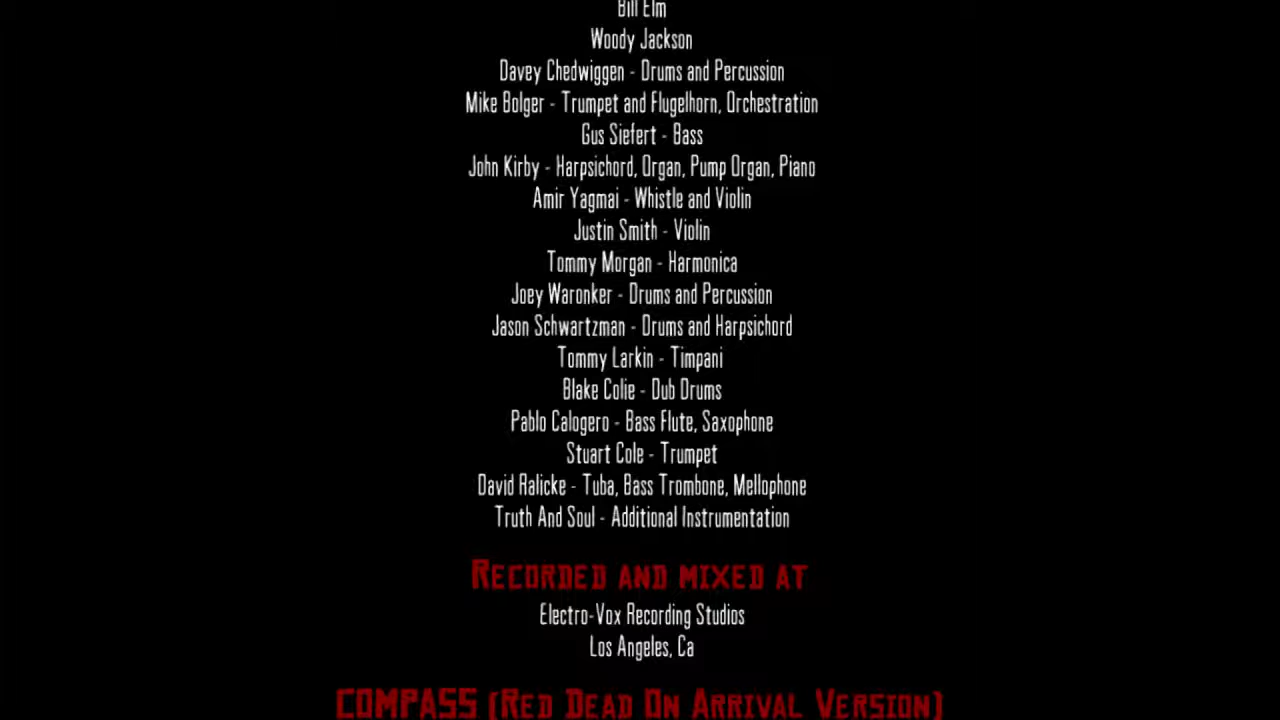 Bill Elm
Woody Jackson
Davey Chedwiggen - Drums and Percussion
Mike Bolger - Trumpet and Flugelhorn, Orchestration
Gus Siefert - Bass
John Kirby - Harpsichord, Organ, Pump Organ, Piano
Amir Yagmai - Whistle and Violin
Justin Smith - Violin
Tommy Morgan - Harmonica
Joey Waronker - Drums and Percussion
Jason Schwartzman - Drums and Harpsichord
Tommy Larkin - Timpani
Blake Colie - Dub Drums
Pablo Calogero - Bass Flute, Saxophone
Stuart Cole - Trumpet
David Ralicke - Tuba, Bass Trombone, Mellophone
Truth And Soul - Additional Instrumentation
Recorded and mixed at
Electro-Vox Recording Studios
Los Angeles, Ca
COMPASS (Red Dead On Arrival Version)